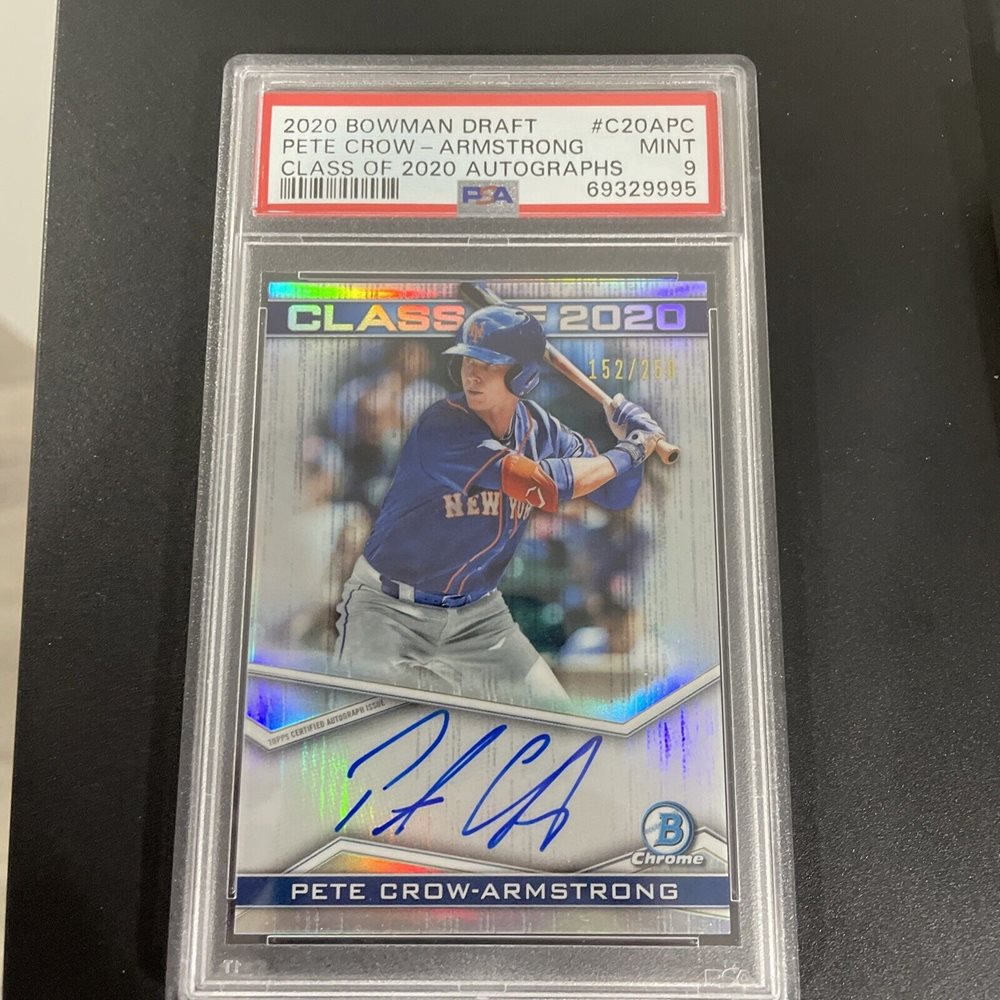 2020 BOWMAN DRAFT #C20APC
PETE CROW - ARMSTRONG MINT
CLASS OF 2020 AUTOGRAPHS 9
PSA 69329995
CLASS OF 2020
152/250
NEW YORK
TOPPS CERTIFIED AUTOGRAPH ISSUE
B
Chrome
PETE CROW-ARMSTRONG